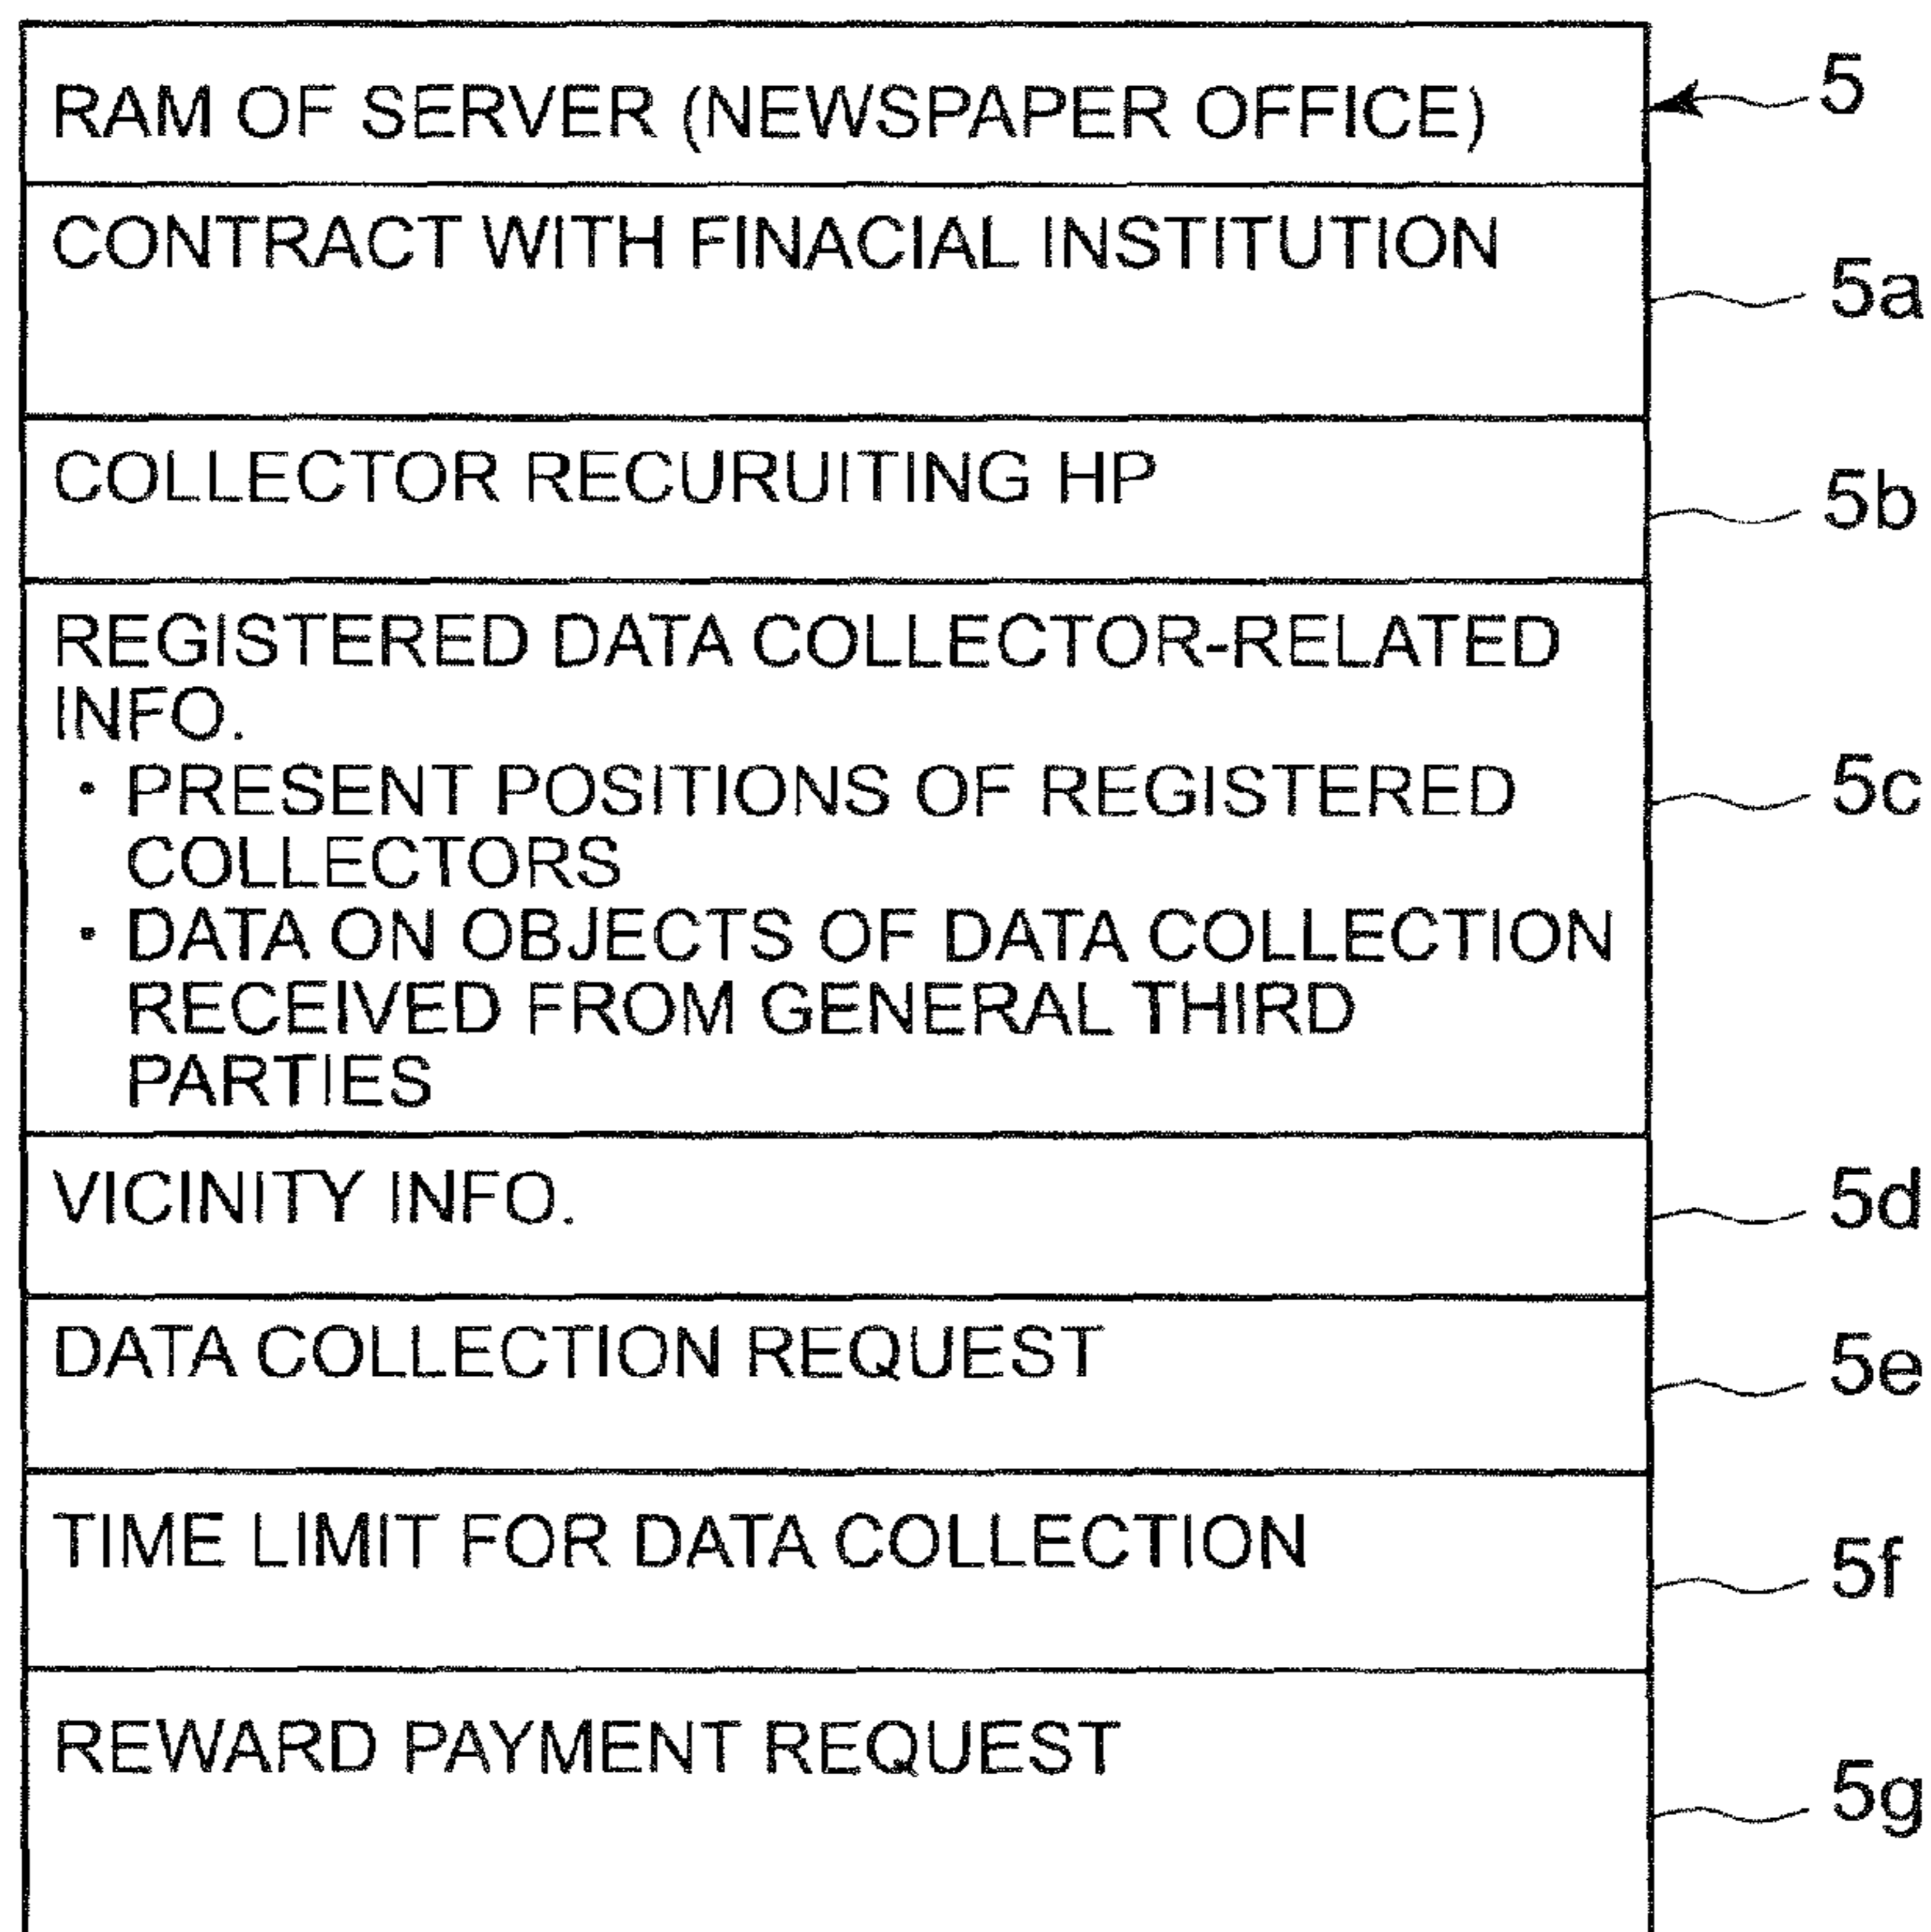 RAM OF SERVER (NEWSPAPER OFFICE)
5
CONTRACT WITH FINACIAL INSTITUTION
5a
COLLECTOR RECURUITING HP
5b
REGISTERED DATA COLLECTOR-RELATED
INFO.
・ PRESENT POSITIONS OF REGISTERED
5c
COLLECTORS
・ DATA ON OBJECTS OF DATA COLLECTION
RECEIVED FROM GENERAL THIRD
PARTIES
VICINITY INFO.
5d
DATA COLLECTION REQUEST
5e
TIME LIMIT FOR DATA COLLECTION
5f
REWARD PAYMENT REQUEST
5g